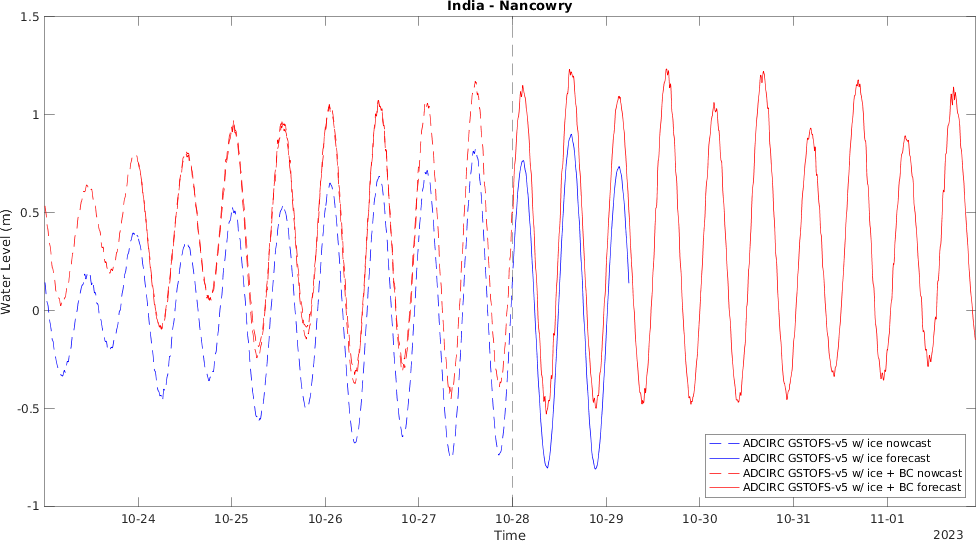 India - Nancowry
1.5
1
0.5
0
-0.5
-1
Water Level (m)
10-24
10-25
10-26
10-27
10-28
10-29
10-30
10-31
11-01
Time
2023
ADCIRC GSTOFS-v5 w/ ice nowcast
ADCIRC GSTOFS-v5 w/ ice forecast
ADCIRC GSTOFS-v5 w/ ice + BC nowcast
ADCIRC GSTOFS-v5 w/ ice + BC forecast